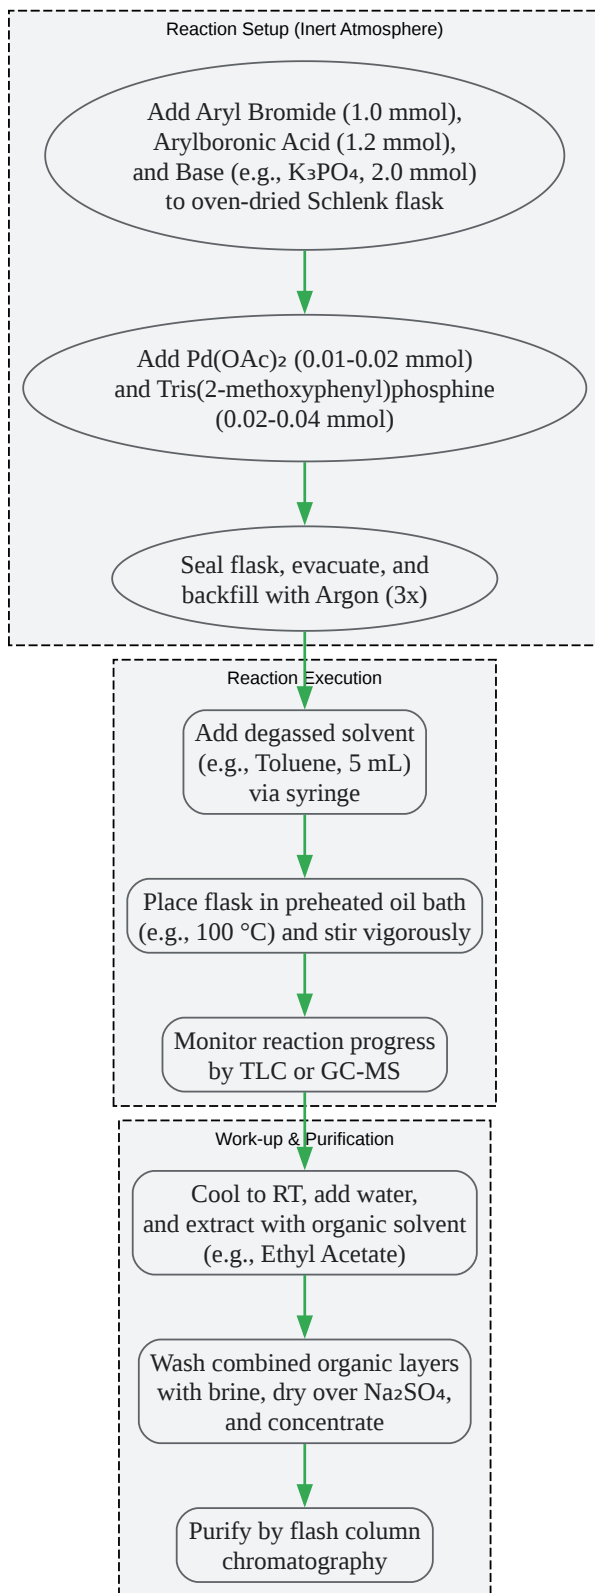 Reaction Setup (Inert Atmosphere)
Add Aryl Bromide (1.0 mmol),
Arylboronic Acid (1.2 mmol),
and Base (e.g., K₃PO₄, 2.0 mmol)
to oven-dried Schlenk flask
Add Pd(OAc)₂ (0.01-0.02 mmol)
and Tris(2-methoxyphenyl)phosphine
(0.02-0.04 mmol)
Seal flask, evacuate, and
backfill with Argon (3x)
Reaction Execution
Add degassed solvent
(e.g., Toluene, 5 mL)
via syringe
Place flask in preheated oil bath
(e.g., 100 °C) and stir vigorously
Monitor reaction progress
by TLC or GC-MS
Work-up & Purification
Cool to RT, add water,
and extract with organic solvent
(e.g., Ethyl Acetate)
Wash combined organic layers
with brine, dry over Na₂SO₄,
and concentrate
Purify by flash column
chromatography